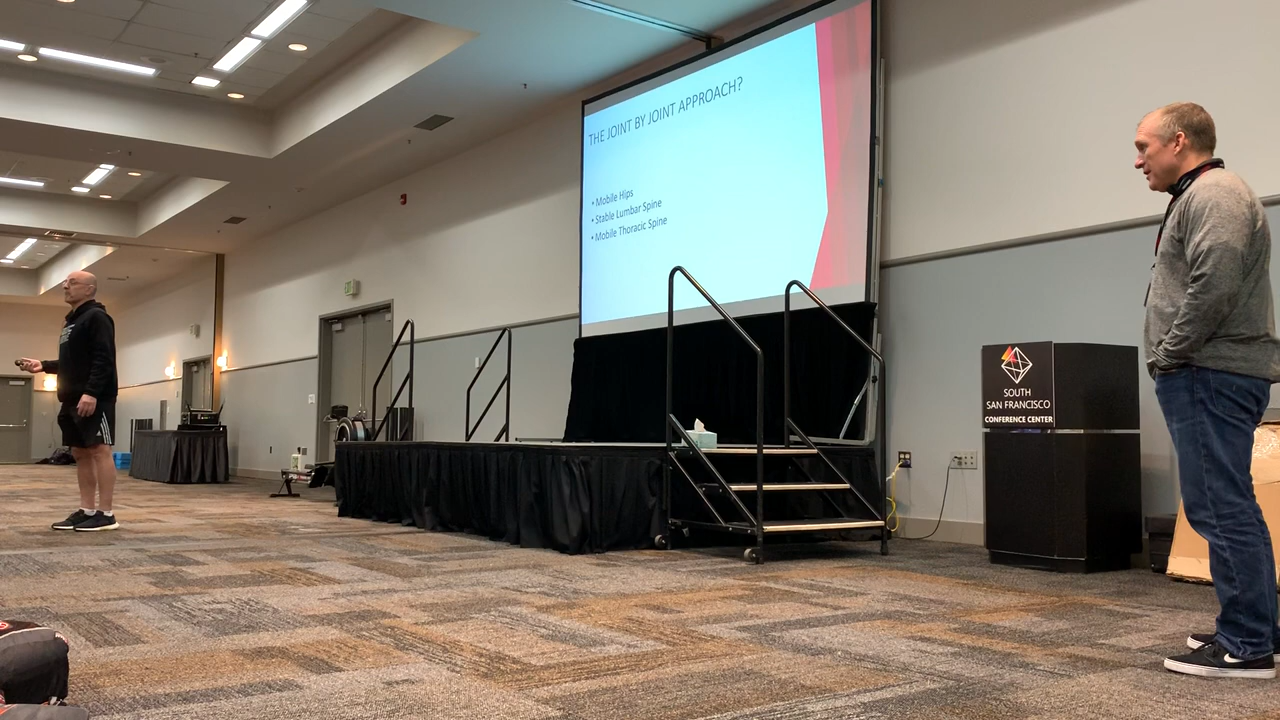 THE JOINT BY JOINT APPROACH?
• Mobile Hips
• Stable Lumbar Spine
• Mobile Thoracic Spine
SOUTH
SAN FRANCISCO
CONFERENCE CENTER